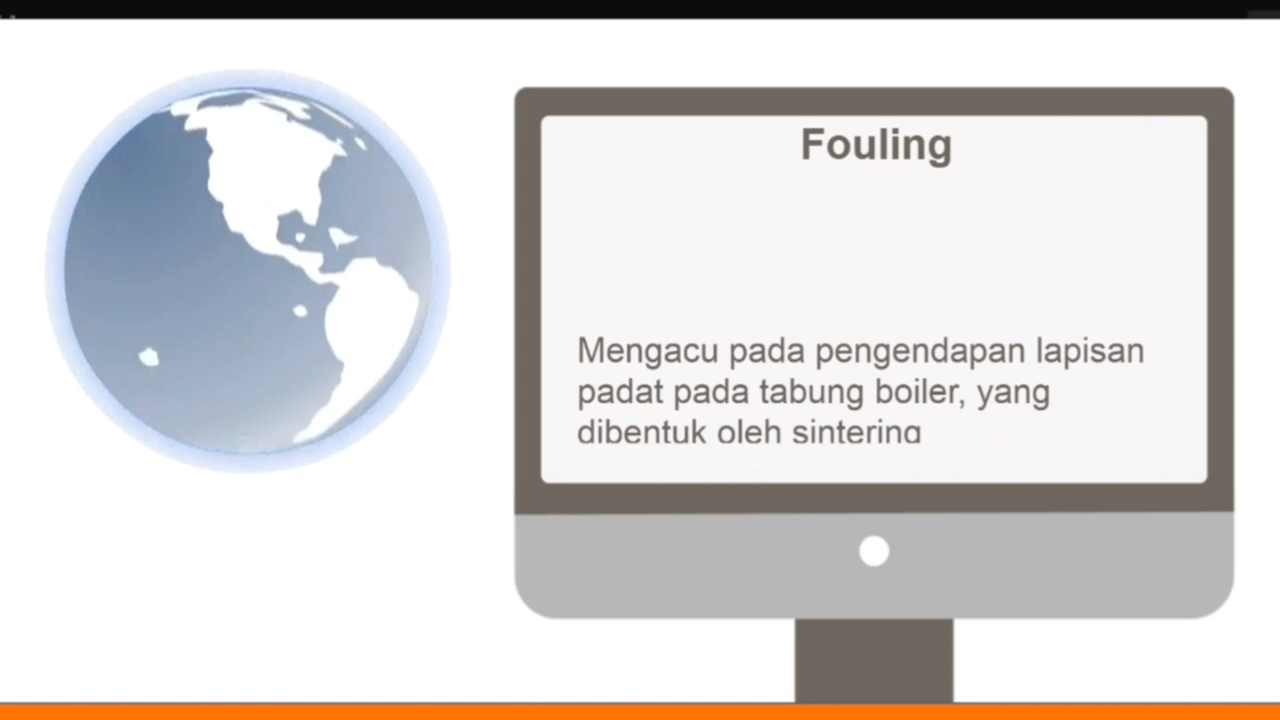 Fouling
Mengacu pada pengendapan lapisan
padat pada tabung boiler, yang
dibentuk oleh sintering